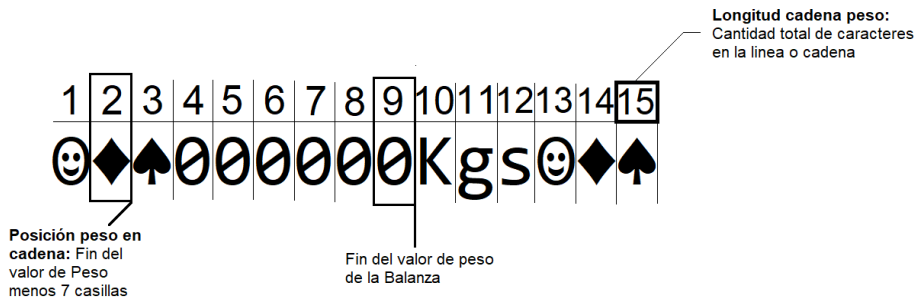 Longitud cadena peso:
Cantidad total de caracteres
en la linea o cadena
1 2 3 4 5 6 7 8 9 10 11 12 13 14 15
☺♦♠000000Kgs☺♦♠
Posición peso en
cadena: Fin del
valor de Peso
menos 7 casillas
Fin del valor de peso
de la Balanza